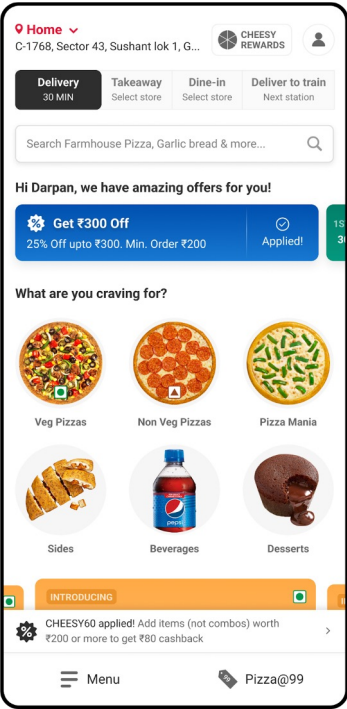 Home
C-1768, Sector 43, Sushant lok 1, G...
CHEESY
REWARDS
Delivery
30 MIN
Takeaway
Select store
Dine-in
Select store
Deliver to train
Next station
Search Farmhouse Pizza, Garlic bread & more...
Hi Darpan, we have amazing offers for you!
Get ₹300 Off
25% Off upto ₹300. Min. Order ₹200
Applied!
1S
What are you craving for?
Veg Pizzas
Non Veg Pizzas
Pizza Mania
pepsi
Sides
Beverages
Desserts
INTRODUCING
CHEESY60 applied! Add items (not combos) worth
₹200 or more to get ₹80 cashback
Menu
99
Pizza@99